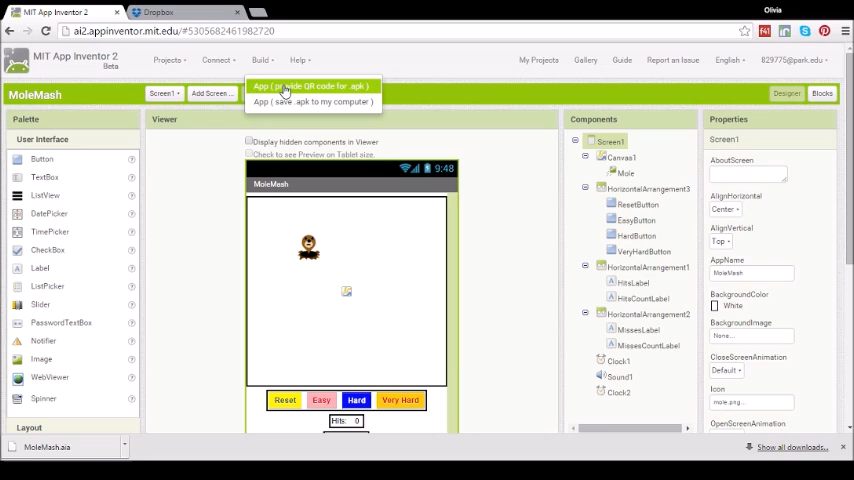 Olivia
MIT App Inventor 2
Dropbox
ai2.appinventor.mit.edu/#5305682461982720
MIT App Inventor 2
Beta
Projects
Connect
Build
Help
My Projects
Gallery
Guide
Report an Issue
English
829775@park.edu
App ( provide QR code for .apk )
App ( save .apk to my computer )
MoleMash
Screen1
Add Screen ...
Designer
Blocks
Palette
Viewer
Components
Properties
User Interface
Button
TextBox
ListView
DatePicker
TimePicker
CheckBox
Label
ListPicker
Slider
PasswordTextBox
Notifier
Image
WebViewer
Spinner
Layout
Display hidden components in Viewer
Check to see Preview on Tablet size.
9:48
MoleMash
Reset
Easy
Hard
Very Hard
Hits: 0
Screen1
Canvas1
Mole
HorizontalArrangement3
ResetButton
EasyButton
HardButton
VeryHardButton
HorizontalArrangement1
HitsLabel
HitsCountLabel
HorizontalArrangement2
MissesLabel
MissesCountLabel
Clock1
Sound1
Clock2
Screen1
AboutScreen
AlignHorizontal
Center
AlignVertical
Top
AppName
MoleMash
BackgroundColor
White
BackgroundImage
None...
CloseScreenAnimation
Default
Icon
mole.png...
OpenScreenAnimation
MoleMash.aia
Show all downloads...